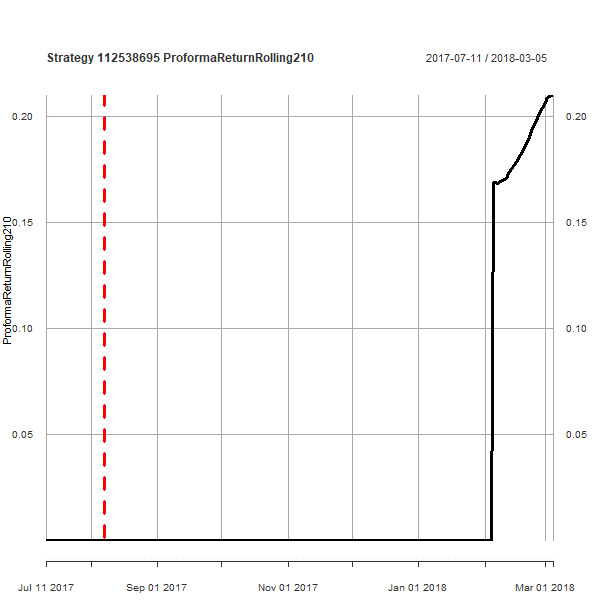 Strategy 112538695 ProformaReturnRolling210
2017-07-11 / 2018-03-05
0.20
0.15
0.10
0.05
ProformaReturnRolling210
0.20
0.15
0.10
0.05
Jul 11 2017
Sep 01 2017
Nov 01 2017
Jan 01 2018
Mar 01 2018